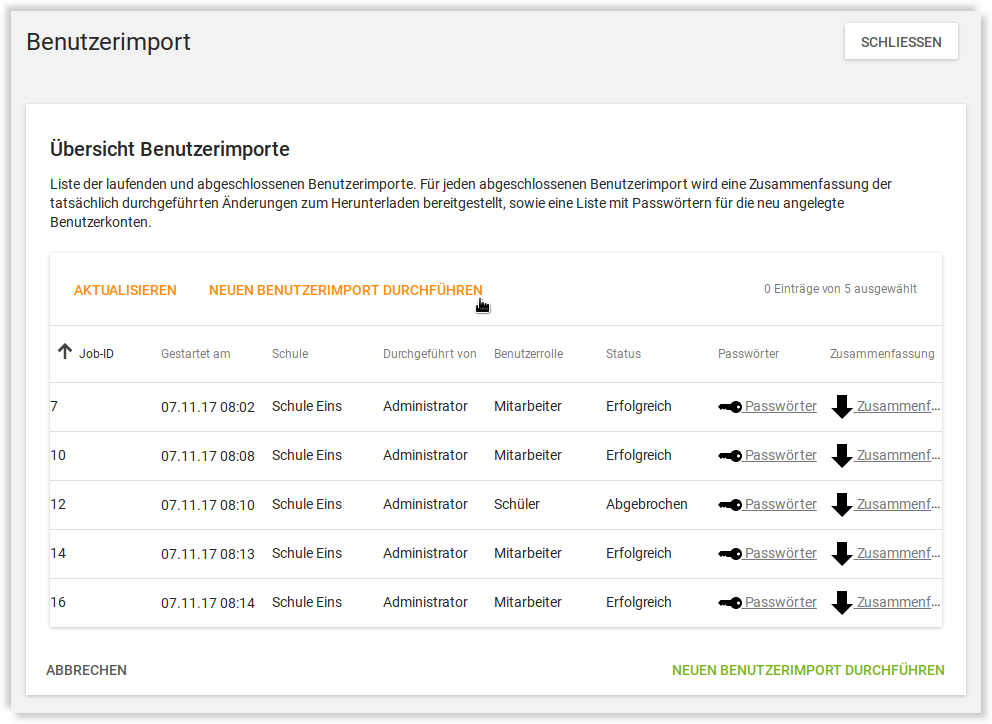 Benutzerimport
SCHLIESSEN
Übersicht Benutzerimporte
Liste der laufenden und abgeschlossenen Benutzerimporte. Für jeden abgeschlossenen Benutzerimport wird eine Zusammenfassung der
tatsächlich durchgeführten Änderungen zum Herunterladen bereitgestellt, sowie eine Liste mit Passwörtern für die neu angelegte
Benutzerkonten.
AKTUALISIEREN NEUEN BENUTZERIMPORT DURCHFÜHREN 0 Einträge von 5 ausgewählt
Job-ID Gestartet am Schule Durchgeführt von Benutzerrolle Status Passwörter Zusammenfassung
7 07.11.17 08:02 Schule Eins Administrator Mitarbeiter Erfolgreich Passwörter Zusammenf…
10 07.11.17 08:08 Schule Eins Administrator Mitarbeiter Erfolgreich Passwörter Zusammenf…
12 07.11.17 08:10 Schule Eins Administrator Schüler Abgebrochen Passwörter Zusammenf…
14 07.11.17 08:13 Schule Eins Administrator Mitarbeiter Erfolgreich Passwörter Zusammenf…
16 07.11.17 08:14 Schule Eins Administrator Mitarbeiter Erfolgreich Passwörter Zusammenf…
ABBRECHEN NEUEN BENUTZERIMPORT DURCHFÜHREN